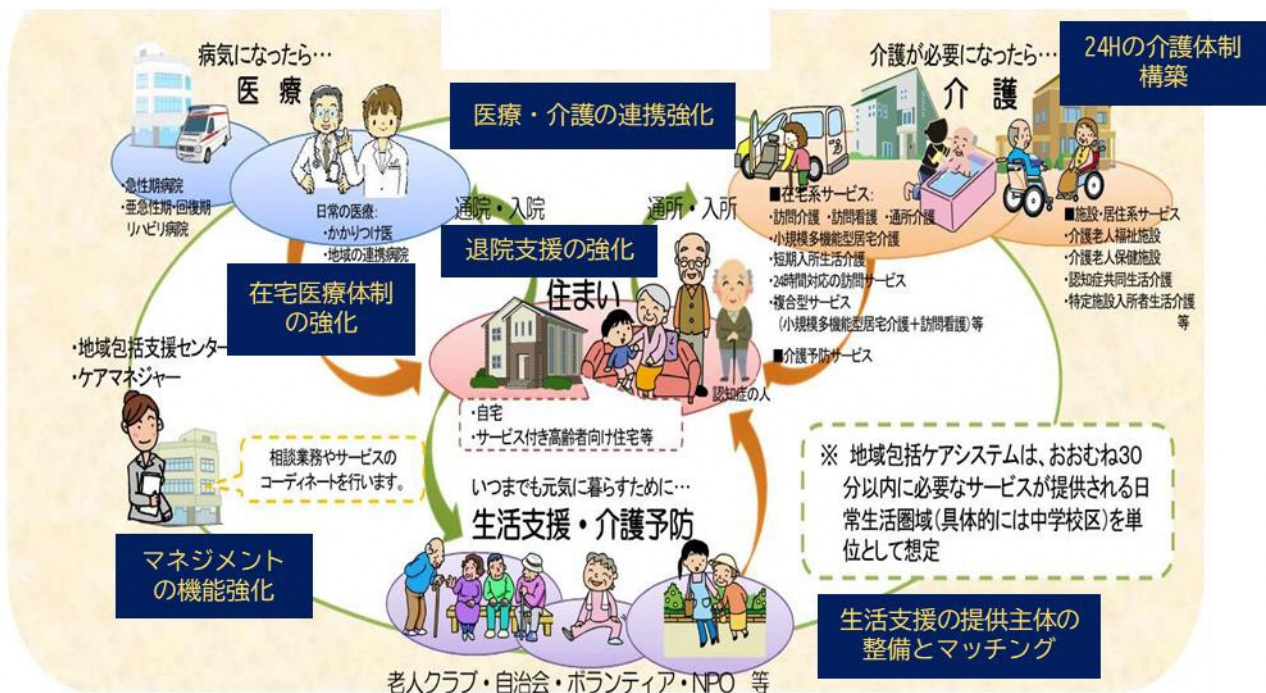 病気になったら…
医 療
・急性期病院
・亜急性期・回復期
リハビリ病院
日常の医療:
・かかりつけ医
・地域の連携病院
医療・介護の連携強化
介護が必要になったら…
介 護
24Hの介護体制
構築
■在宅系サービス:
・訪問介護 ・訪問看護 ・通所介護
・小規模多機能型居宅介護
・短期入所生活介護
・24時間対応の訪問サービス
・複合型サービス
(小規模多機能型居宅介護+訪問看護)等
■介護予防サービス
■施設・居住系サービス
・介護老人福祉施設
・介護老人保健施設
・認知症共同生活介護
・特定施設入所者生活介護
等
通院・入院
通所・入所
退院支援の強化
在宅医療体制
の強化
住まい
認知症の人
・自宅
・サービス付き高齢者向け住宅等
・地域包括支援センター
・ケアマネジャー
相談業務やサービスの
コーディネートを行います。
マネジメント
の機能強化
いつまでも元気に暮らすために…
生活支援・介護予防
※ 地域包括ケアシステムは、おおむね30
分以内に必要なサービスが提供される日
常生活圏域(具体的には中学校区)を単
位として想定
生活支援の提供主体の
整備とマッチング
老人クラブ・自治会・ボランティア・NPO 等